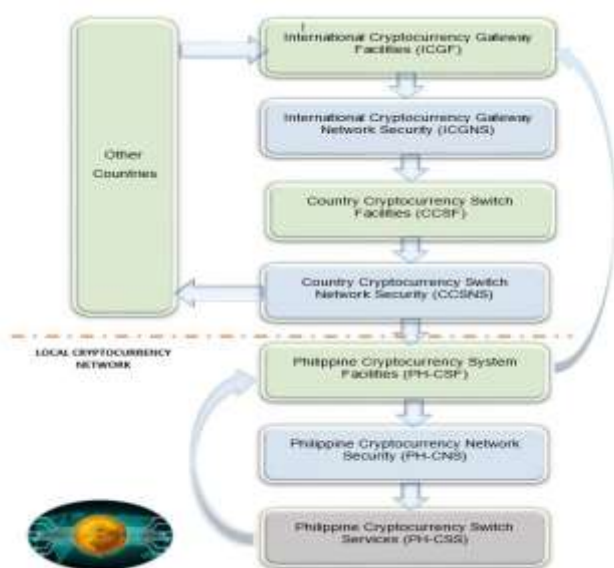 International Cryptocurrency Gateway
Facilities (ICGF)
International Cryptocurrency Gateway
Network Security (ICGNS)
Other
Countries
Country Cryptocurrency Switch
Facilities (CCSF)
Country Cryptocurrency Switch
Network Security (CCSNS)
LOCAL CRYPTOCURRENCY
NETWORK
Philippine Cryptocurrency System
Facilities (PH-CSF)
Philippine Cryptocurrency Network
Security (PH-CNS)
Philippine Cryptocurrency Switch
Services (PH-CSS)